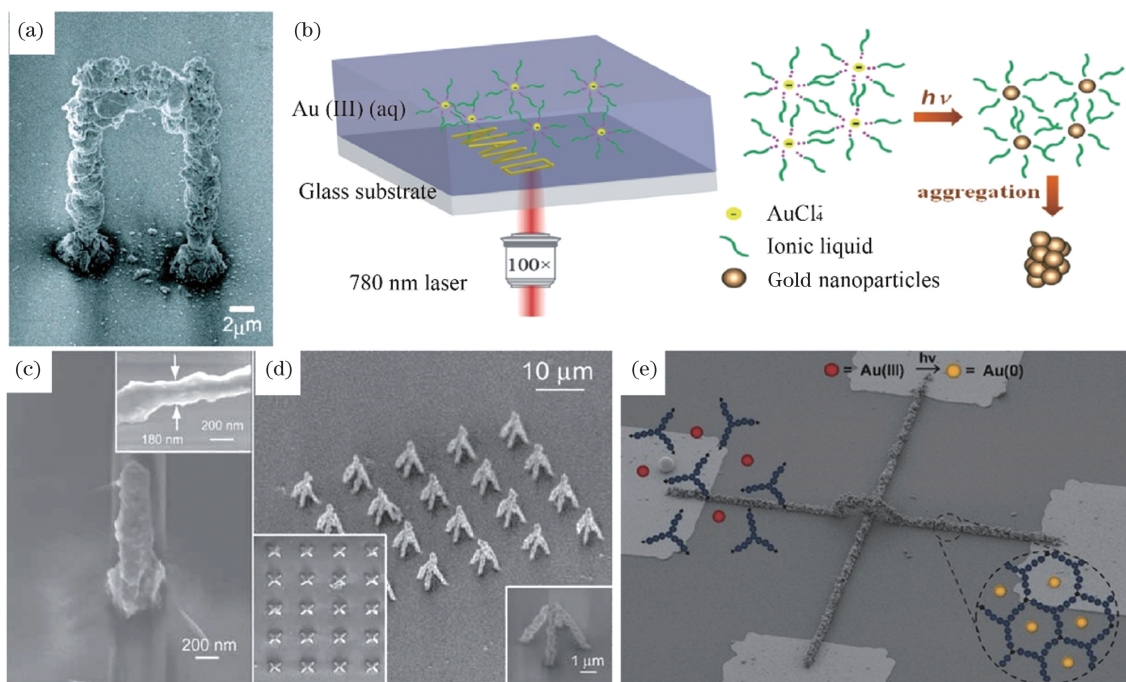 (a)
2μm
(b)
Au (III) (aq)
Glass substrate
780 nm laser
100×
hν
aggregation
AuCl₄⁻
Ionic liquid
Gold nanoparticles
(c)
180 nm
200 nm
200 nm
(d)
10 μm
1 μm
(e)
= Au(III) hν → = Au(0)